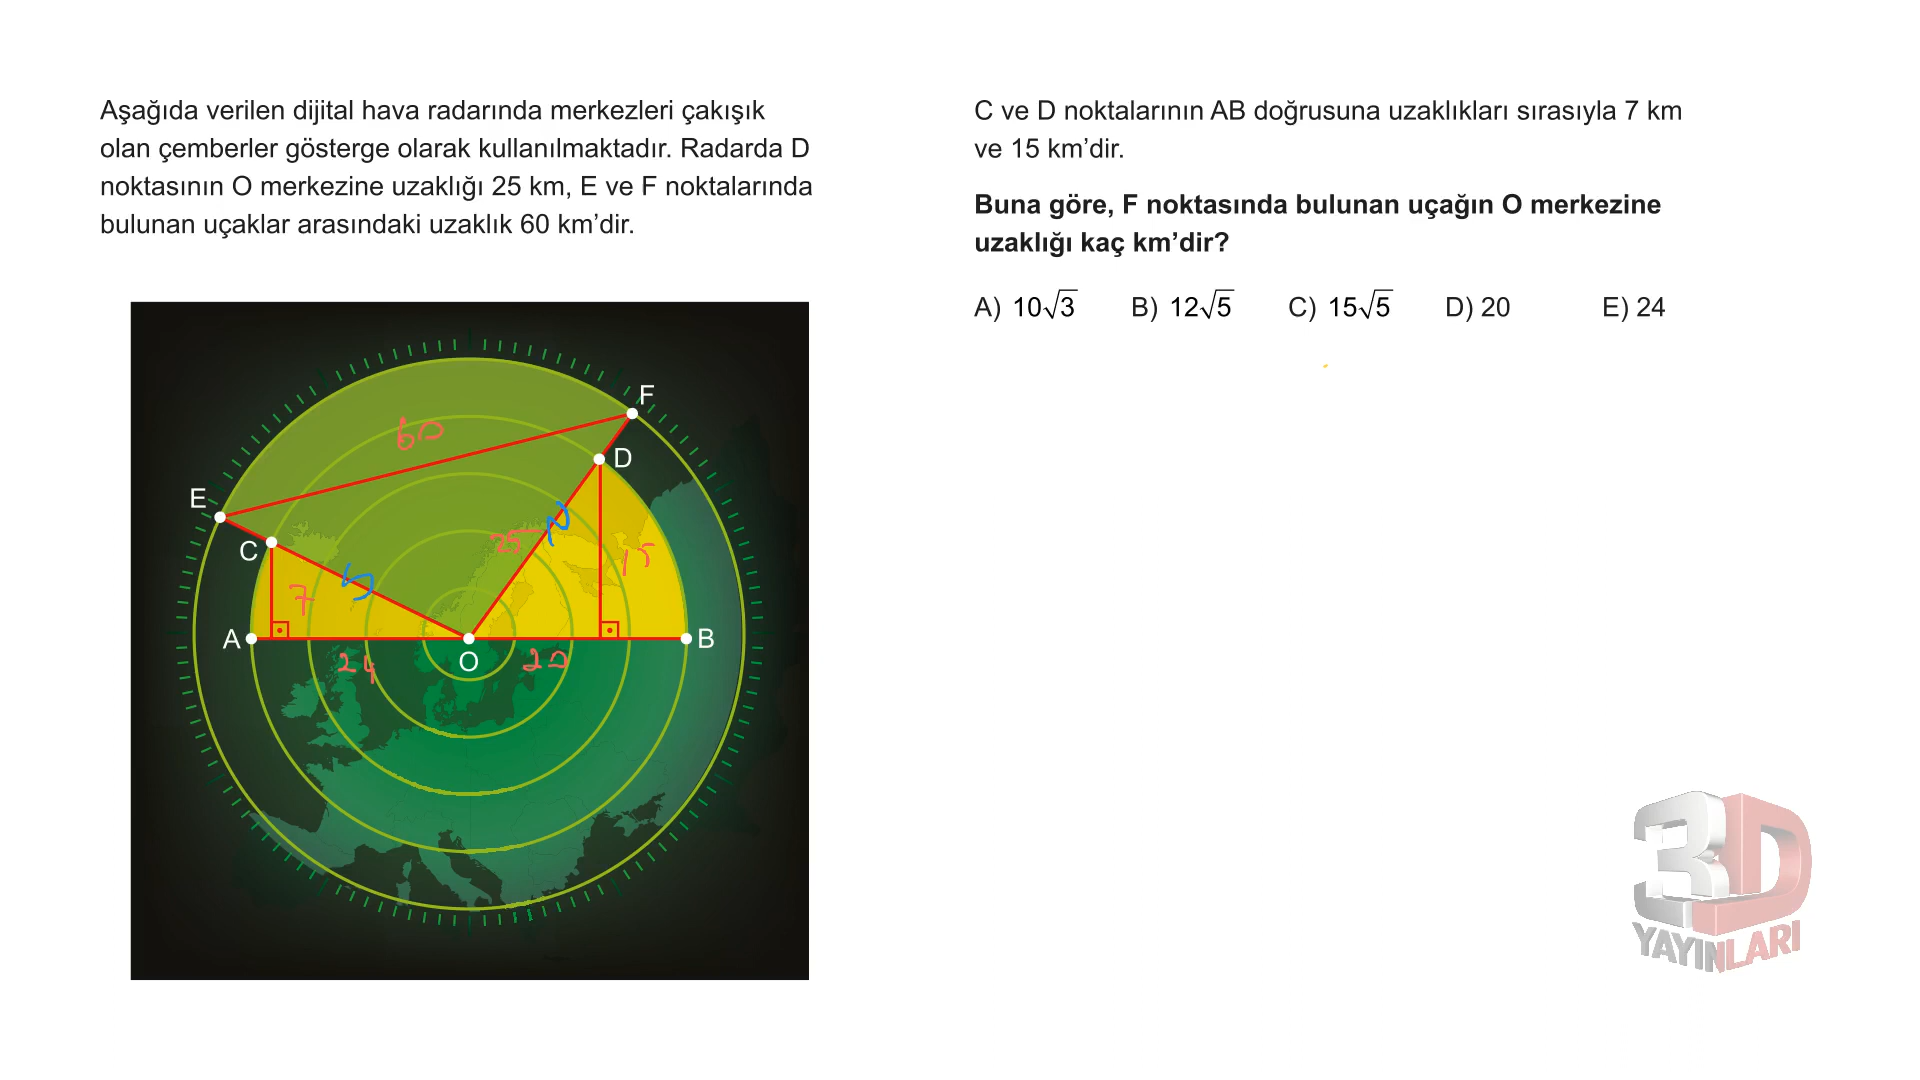 Aşağıda verilen dijital hava radarında merkezleri çakışık
olan çemberler gösterge olarak kullanılmaktadır. Radarda D
noktasının O merkezine uzaklığı 25 km, E ve F noktalarında
bulunan uçaklar arasındaki uzaklık 60 km’dir.
F
60
D
E
C
25
15
7
A
O
B
24
20
C ve D noktalarının AB doğrusuna uzaklıkları sırasıyla 7 km
ve 15 km’dir.
Buna göre, F noktasında bulunan uçağın O merkezine
uzaklığı kaç km’dir?
A) 10√3 B) 12√5 C) 15√5 D) 20 E) 24
3D
YAYINLARI